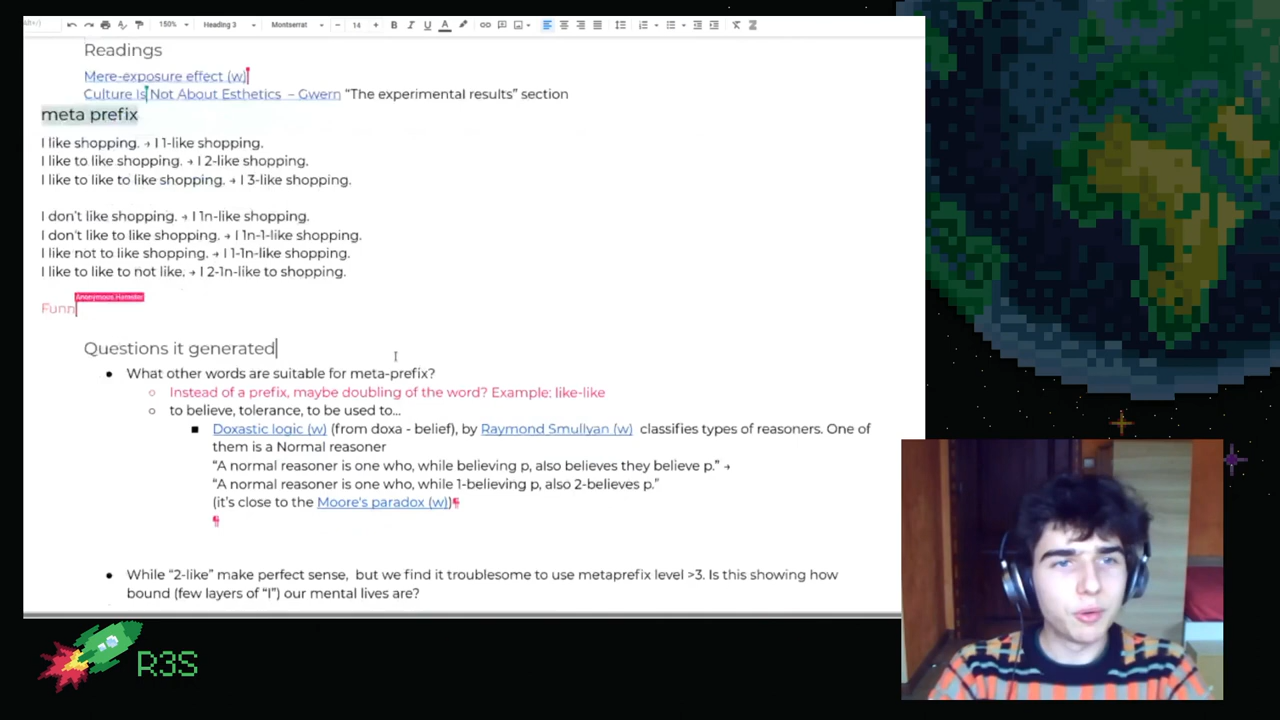 150%
Heading 3
Montserrat
14
B I U A
Readings
Mere-exposure effect (w)
Culture Is Not About Esthetics – Gwern "The experimental results" section
meta prefix
I like shopping. → I 1-like shopping.
I like to like shopping. → I 2-like shopping.
I like to like to like shopping. → I 3-like shopping.
I don't like shopping. → I 1n-like shopping.
I don't like to like shopping. → I 1n-1-like shopping.
I like not to like shopping. → I 1-1n-like shopping.
I like to like to not like. → I 2-1n-like to shopping.
Anonymous Hamster
Funn
Questions it generated
● What other words are suitable for meta-prefix?
○ Instead of a prefix, maybe doubling of the word? Example: like-like
○ to believe, tolerance, to be used to...
■ Doxastic logic (w) (from doxa - belief), by Raymond Smullyan (w) classifies types of reasoners. One of
them is a Normal reasoner
"A normal reasoner is one who, while believing p, also believes they believe p." →
"A normal reasoner is one who, while 1-believing p, also 2-believes p."
(it's close to the Moore's paradox (w))¶
¶
● While "2-like" make perfect sense, but we find it troublesome to use metaprefix level >3. Is this showing how
bound (few layers of "I") our mental lives are?
R3S